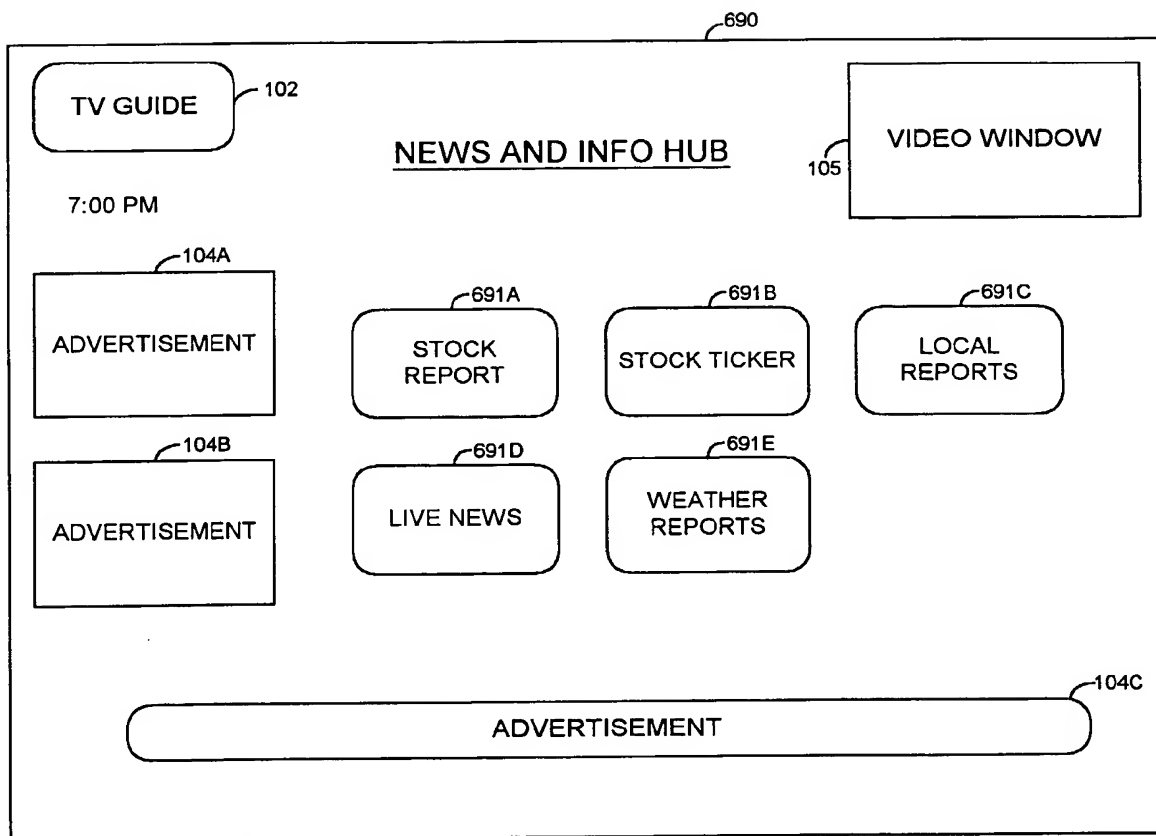 690
TV GUIDE
102
NEWS AND INFO HUB
105
VIDEO WINDOW
7:00 PM
104A
ADVERTISEMENT
691A
STOCK
REPORT
691B
STOCK TICKER
691C
LOCAL
REPORTS
104B
ADVERTISEMENT
691D
LIVE NEWS
691E
WEATHER
REPORTS
104C
ADVERTISEMENT